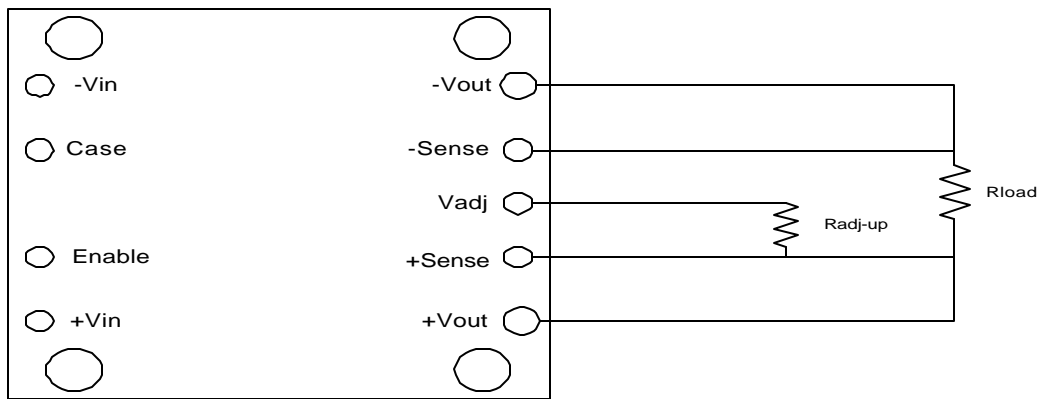 -Vin
-Vout
Case
-Sense
Vadj
Rload
Radj-up
Enable
+Sense
+Vin
+Vout